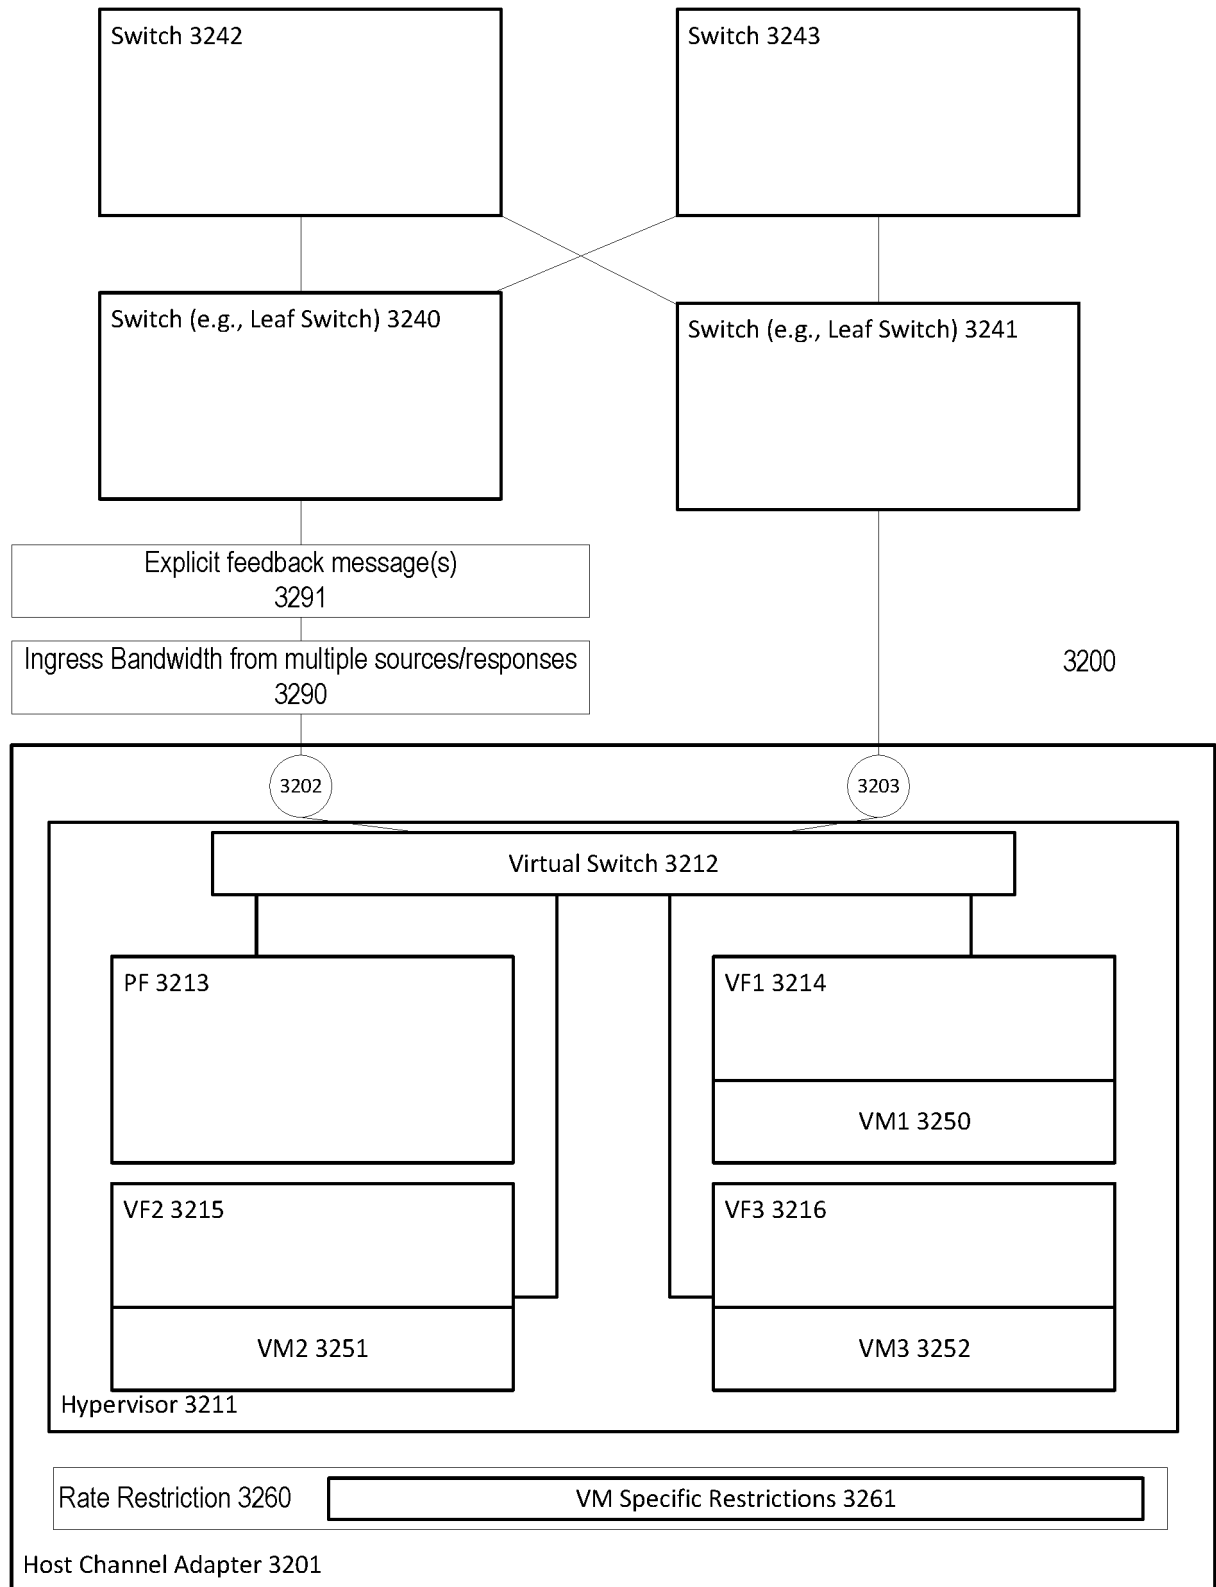 Switch 3242
Switch 3243
Switch (e.g., Leaf Switch) 3240
Switch (e.g., Leaf Switch) 3241
Explicit feedback message(s)
3291
Ingress Bandwidth from multiple sources/responses
3290
3200
3202
3203
Virtual Switch 3212
PF 3213
VF1 3214
VM1 3250
VF2 3215
VF3 3216
VM2 3251
VM3 3252
Hypervisor 3211
Rate Restriction 3260
VM Specific Restrictions 3261
Host Channel Adapter 3201